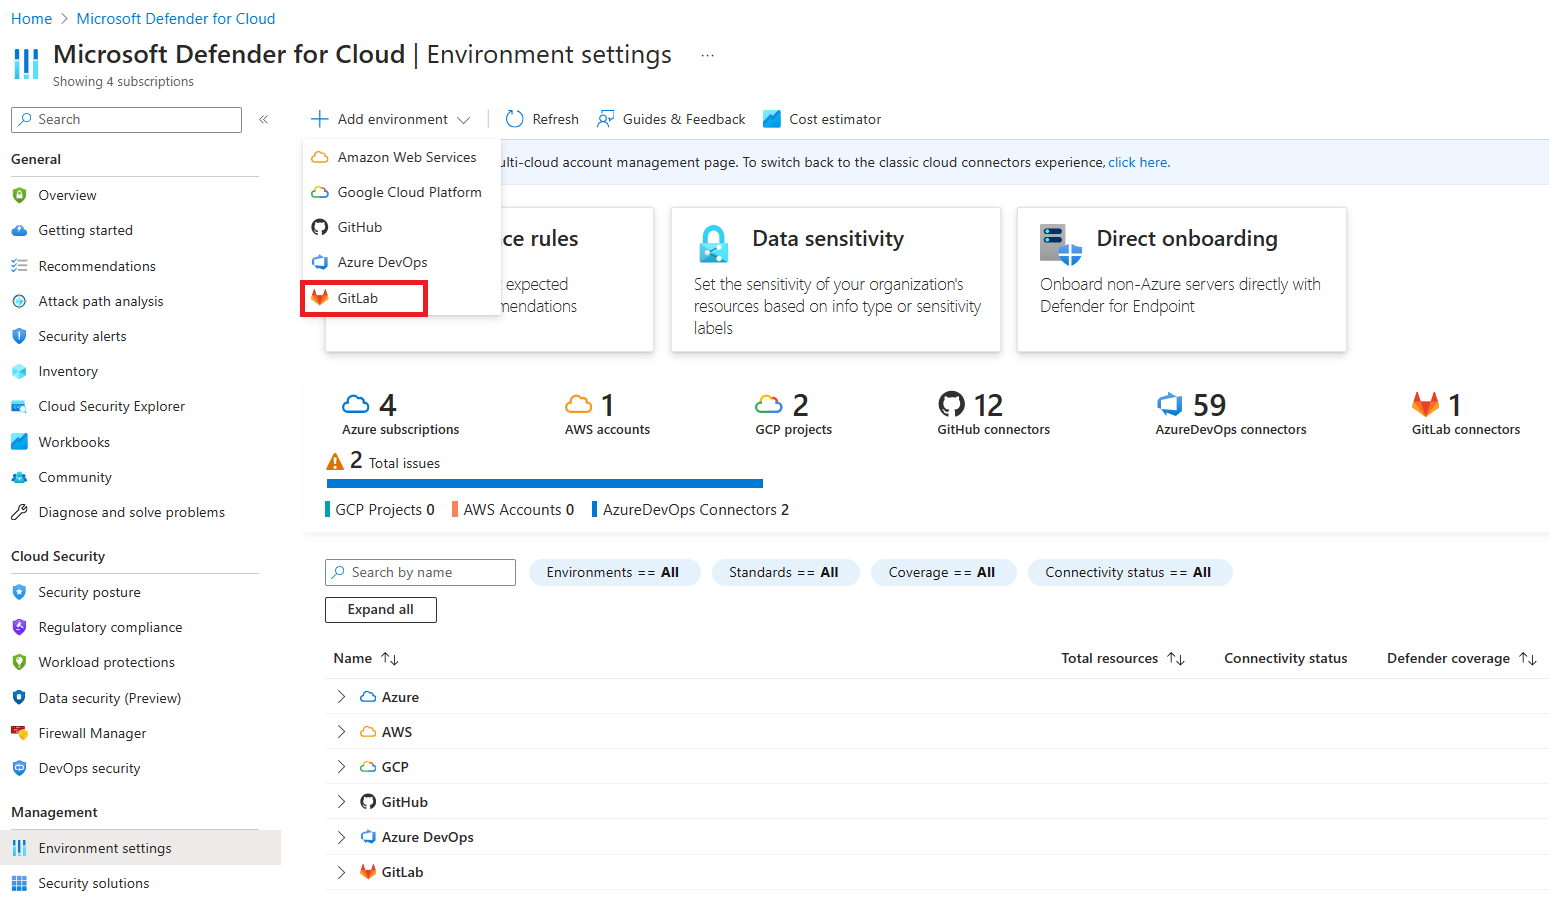 Home > Microsoft Defender for Cloud
Microsoft Defender for Cloud | Environment settings ...
Showing 4 subscriptions
Search
«
Add environment
Refresh
Guides & Feedback
Cost estimator
Amazon Web Services
Google Cloud Platform
GitHub
Azure DevOps
GitLab
multi-cloud account management page. To switch back to the classic cloud connectors experience, click here.
General
Overview
Getting started
Recommendations
Attack path analysis
Security alerts
Inventory
Cloud Security Explorer
Workbooks
Community
Diagnose and solve problems
Cloud Security
Security posture
Regulatory compliance
Workload protections
Data security (Preview)
Firewall Manager
DevOps security
Management
Environment settings
Security solutions
rules
expected
Data sensitivity
Set the sensitivity of your organization's
resources based on info type or sensitivity
labels
Direct onboarding
Onboard non-Azure servers directly with
Defender for Endpoint
4
Azure subscriptions
1
AWS accounts
2
GCP projects
12
GitHub connectors
59
AzureDevOps connectors
1
GitLab connectors
2 Total issues
GCP Projects 0
AWS Accounts 0
AzureDevOps Connectors 2
Search by name
Environments == All
Standards == All
Coverage == All
Connectivity status == All
Expand all
Name ↑↓
Total resources ↑↓
Connectivity status
Defender coverage ↑↓
Azure
AWS
GCP
GitHub
Azure DevOps
GitLab